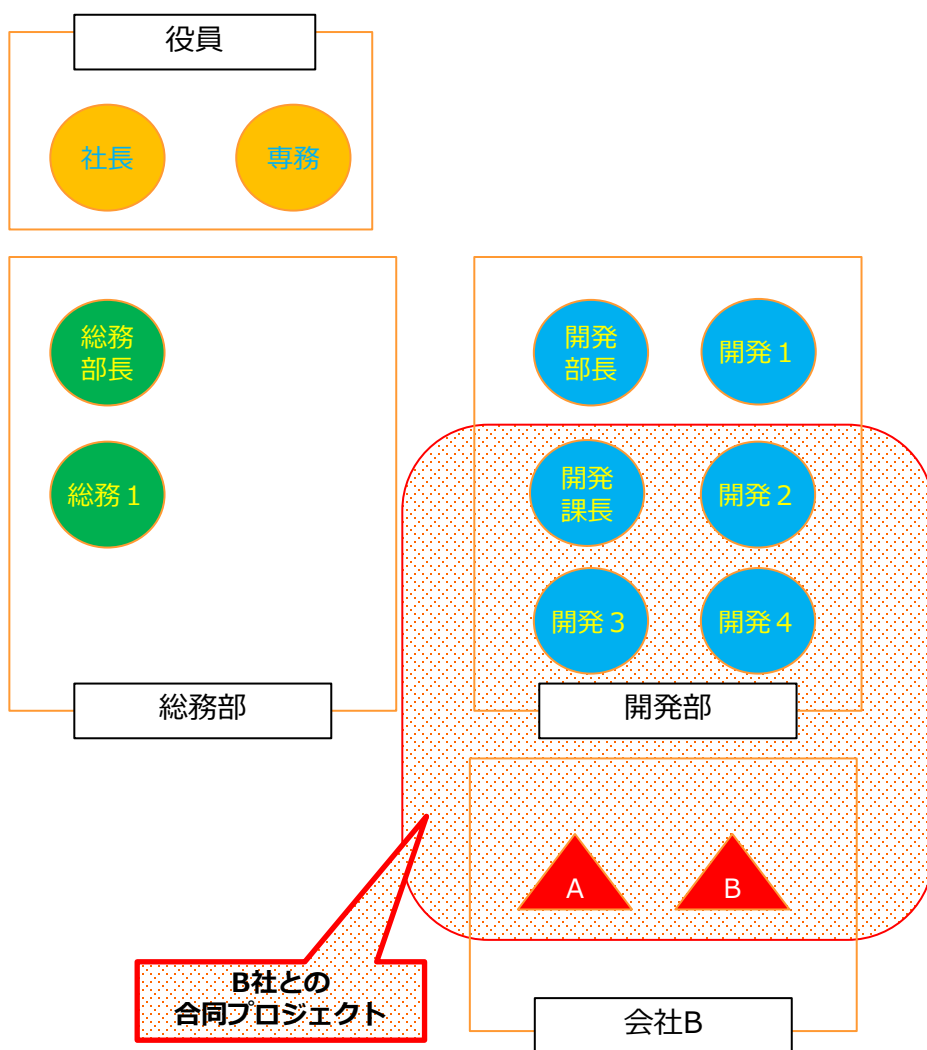 役員
社長
専務
総務
部長
総務１
総務部
開発
部長
開発１
開発
課長
開発２
開発３
開発４
開発部
A
B
B社との
合同プロジェクト
会社B